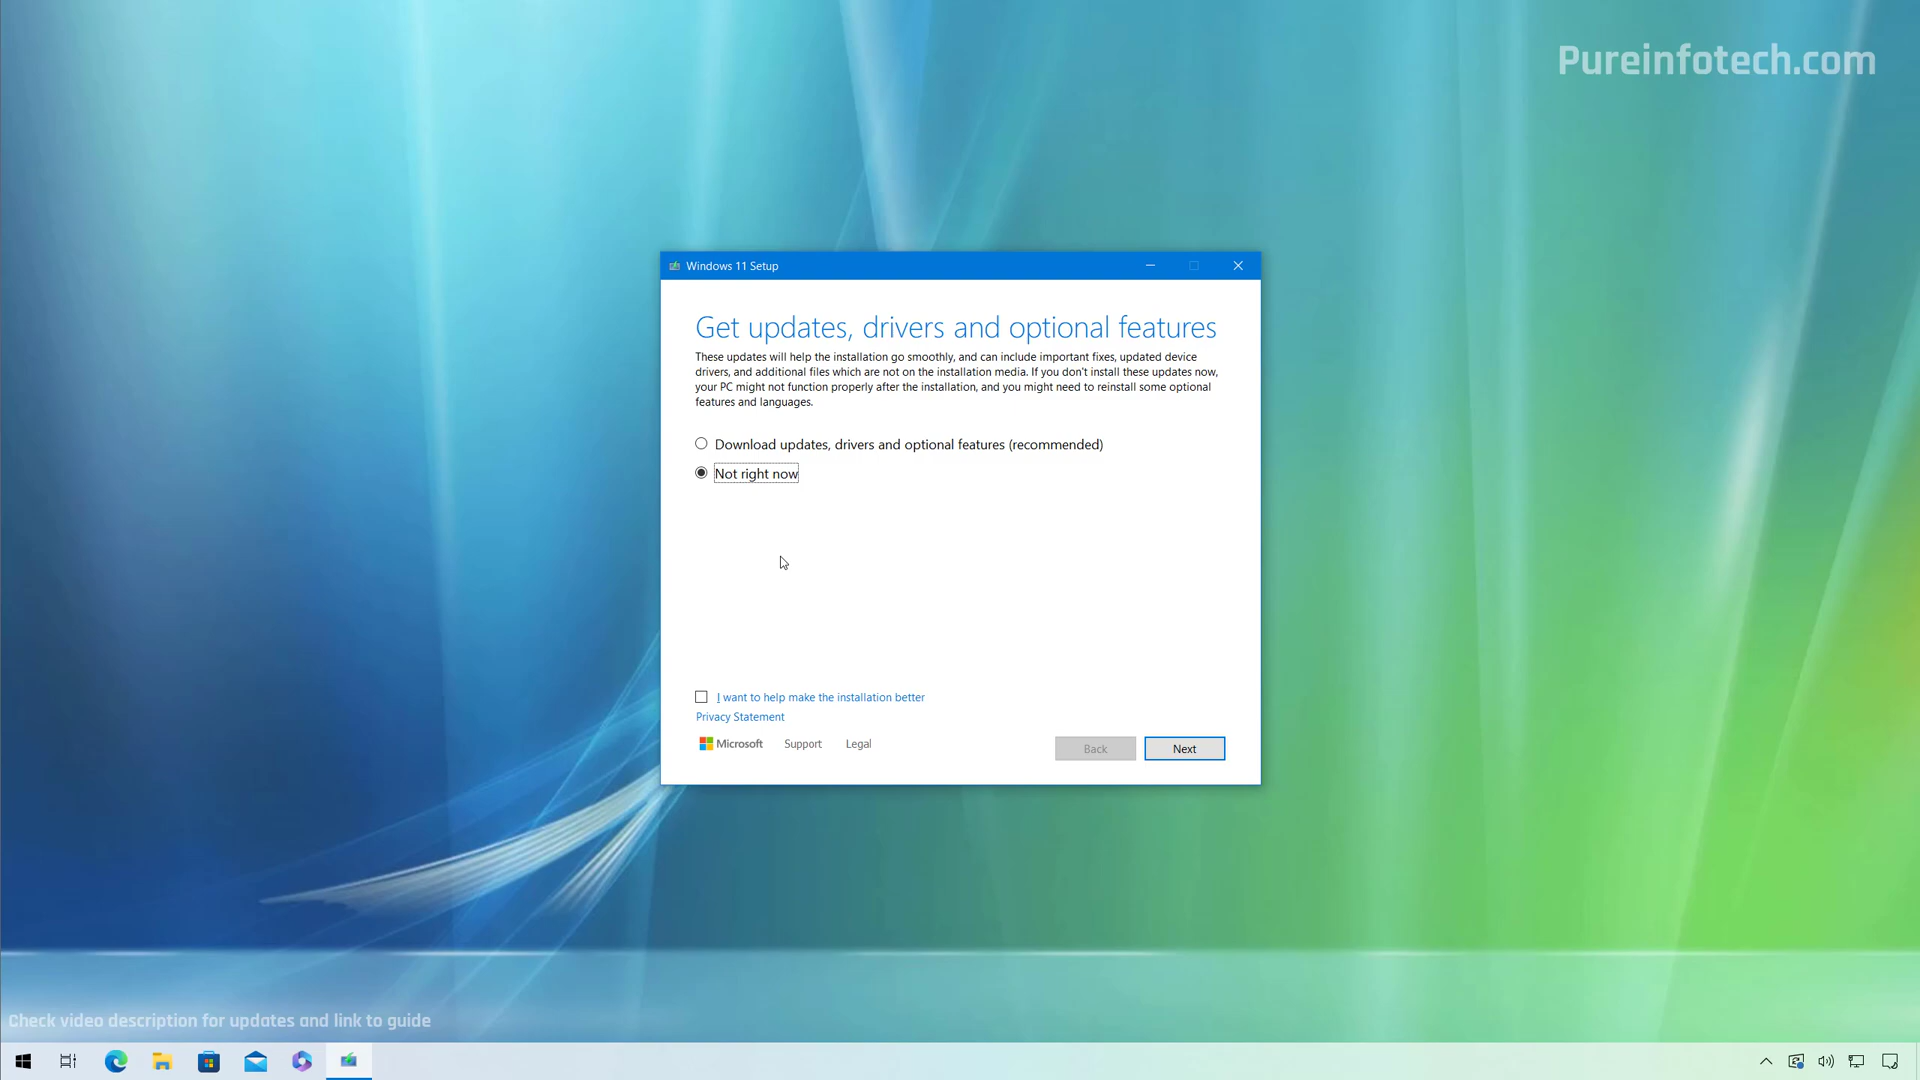 Pureinfotech.com
Windows 11 Setup
Get updates, drivers and optional features
These updates will help the installation go smoothly, and can include important fixes, updated device
drivers, and additional files which are not on the installation media. If you don't install these updates now,
your PC might not function properly after the installation, and you might need to reinstall some optional
features and languages.
Download updates, drivers and optional features (recommended)
Not right now
I want to help make the installation better
Privacy Statement
Microsoft Support Legal
Back Next
Check video description for updates and link to guide